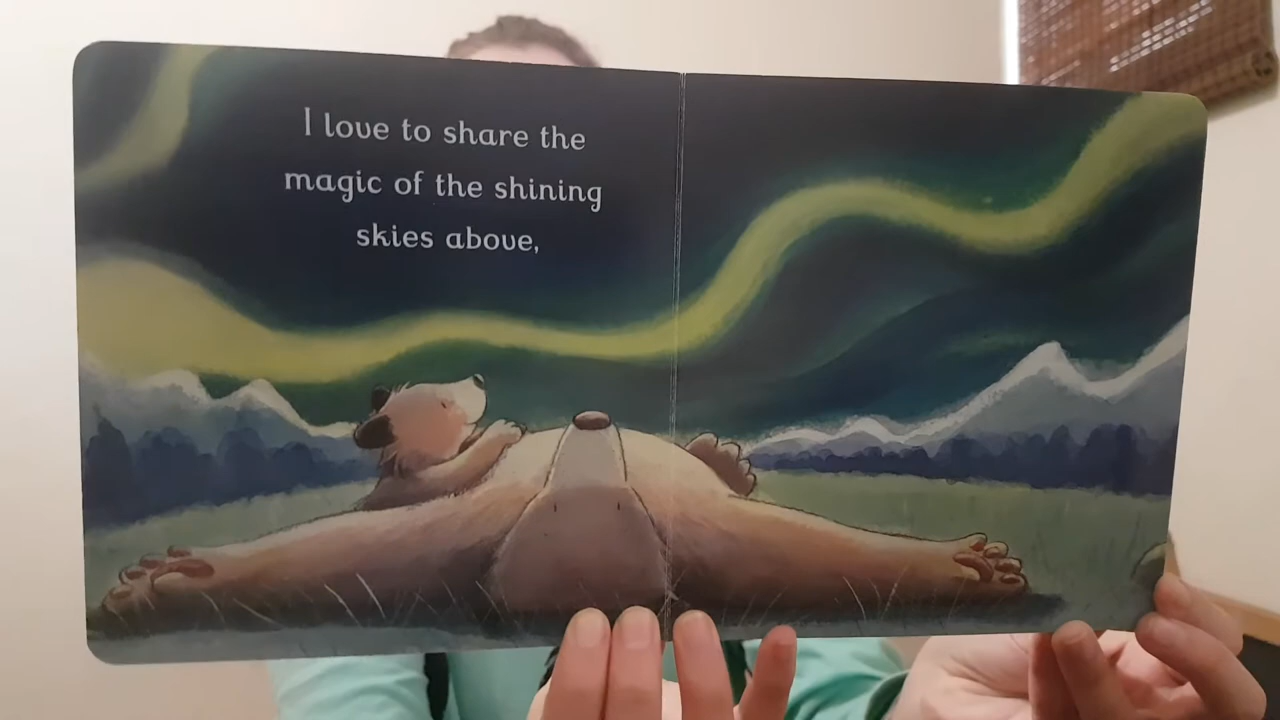 I love to share the
magic of the shining
skies above,